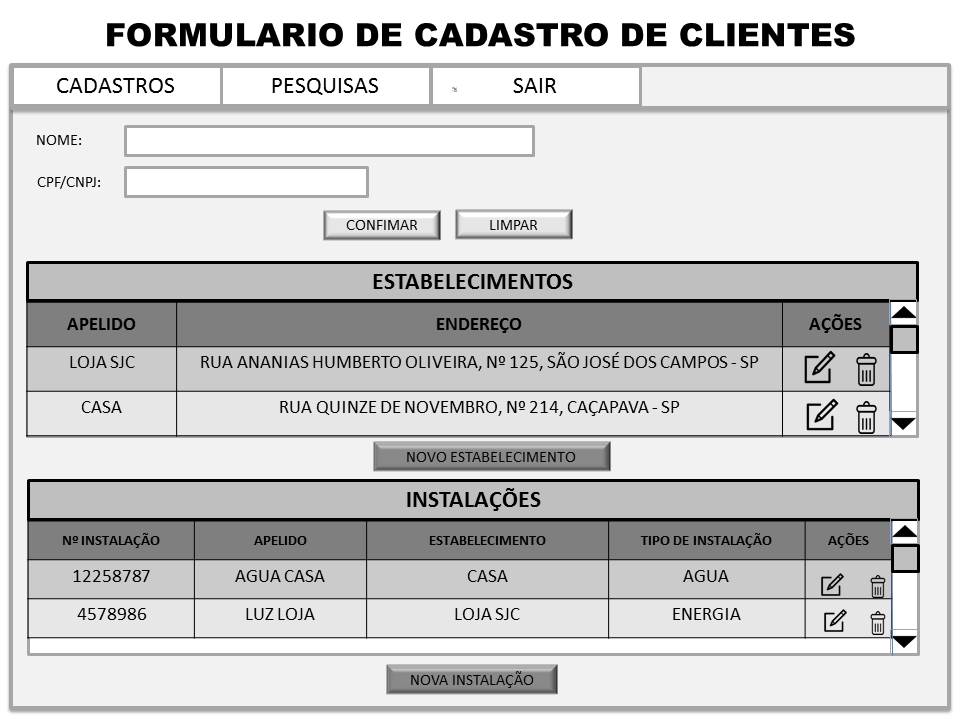 FORMULARIO DE CADASTRO DE CLIENTES
CADASTROS PESQUISAS SAIR
NOME:
CPF/CNPJ:
CONFIMAR LIMPAR
ESTABELECIMENTOS
APELIDO ENDEREÇO AÇÕES
LOJA SJC RUA ANANIAS HUMBERTO OLIVEIRA, Nº 125, SÃO JOSÉ DOS CAMPOS - SP
CASA RUA QUINZE DE NOVEMBRO, Nº 214, CAÇAPAVA - SP
NOVO ESTABELECIMENTO
INSTALAÇÕES
Nº INSTALAÇÃO APELIDO ESTABELECIMENTO TIPO DE INSTALAÇÃO AÇÕES
12258787 AGUA CASA CASA AGUA
4578986 LUZ LOJA LOJA SJC ENERGIA
NOVA INSTALAÇÃO